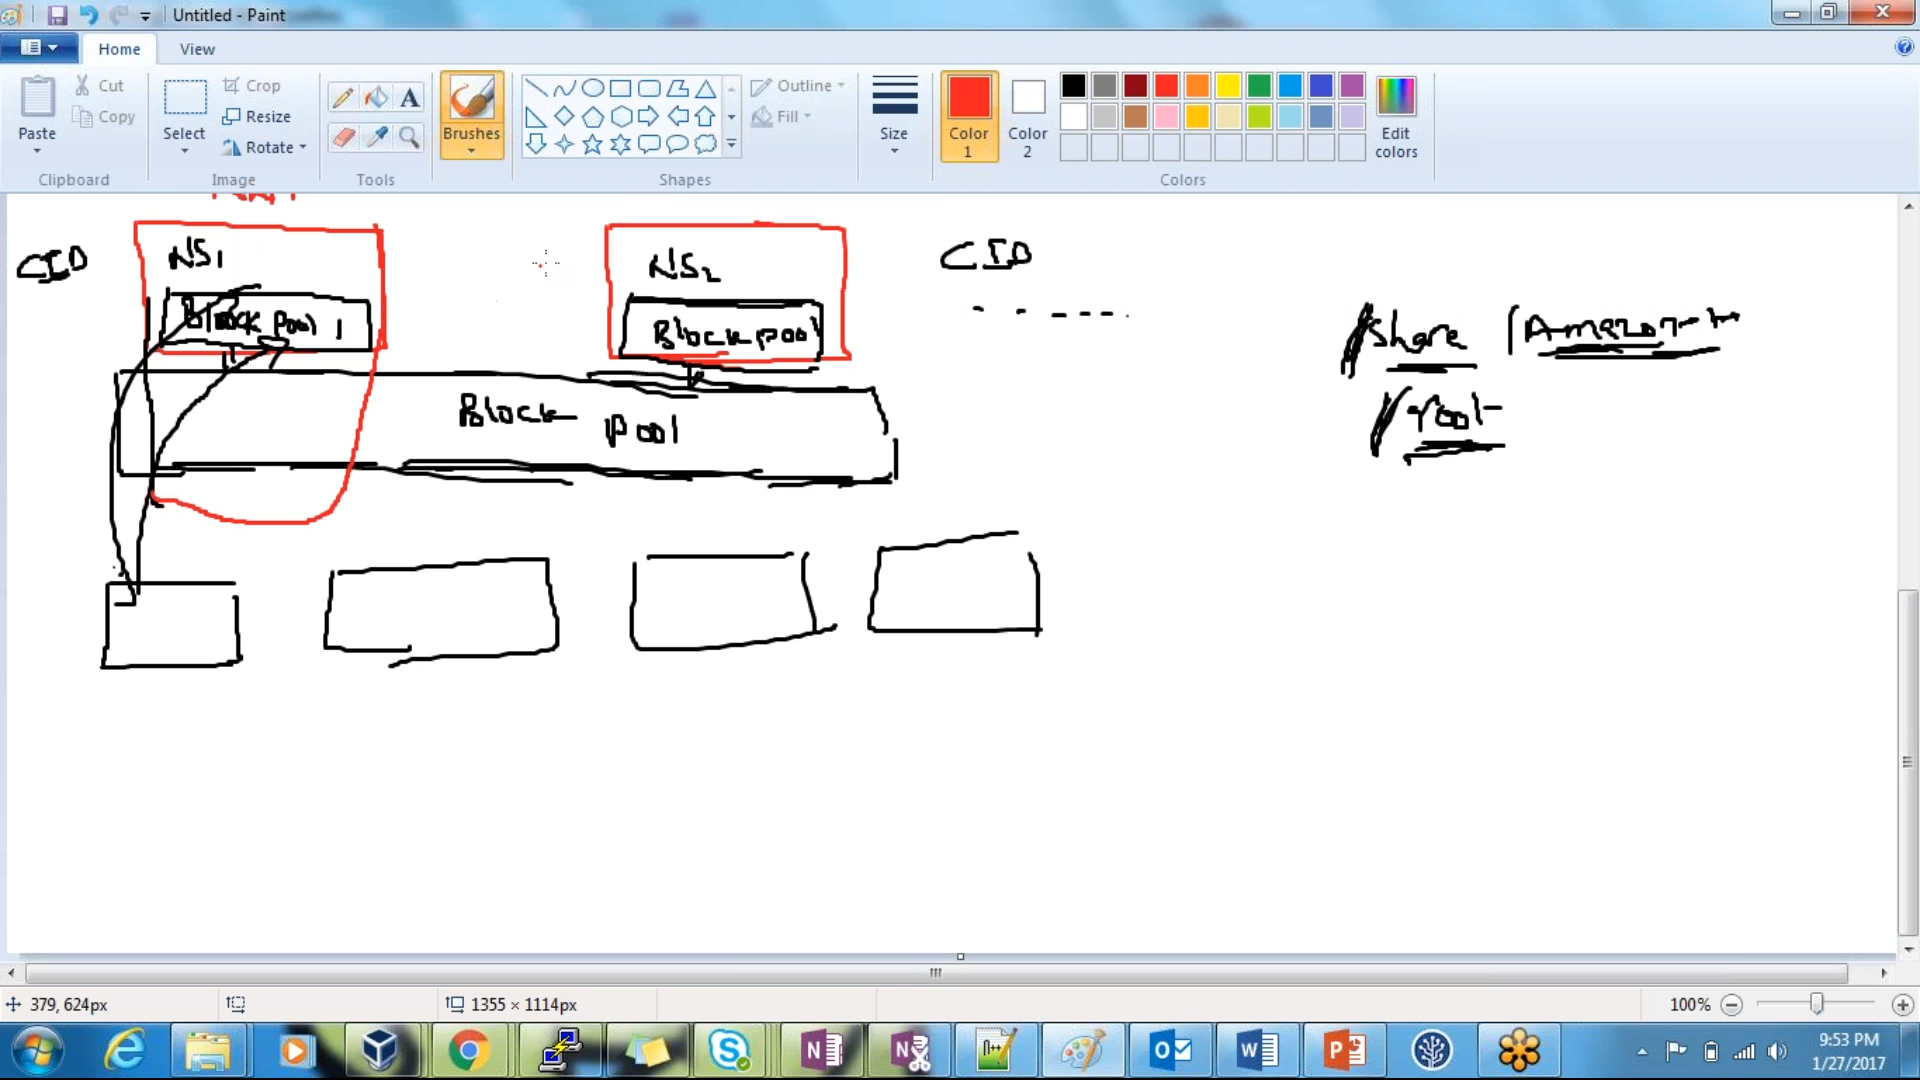 Untitled - Paint
Home View
Cut
Copy
Paste
Crop
Resize
Rotate
Select
Brushes
Outline
Fill
Size
Color 1
Color 2
Edit colors
Clipboard
Image
Tools
Shapes
Colors
CID
NS1
NS2
CID
Block pool 1
Block pool
Share
Block pool
379, 624px
1355 × 1114px
100%
9:53 PM
1/27/2017